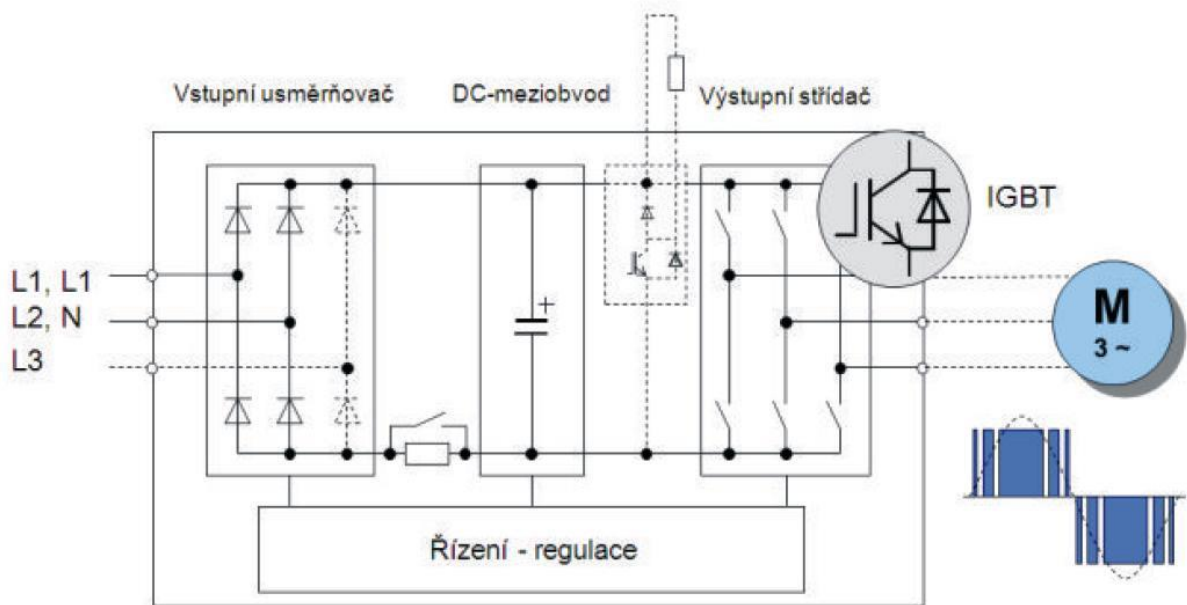 Vstupní usměrňovač
DC-meziobvod
Výstupní střídač
IGBT
L1, L1
L2, N
L3
M
3 ~
+
Řízení - regulace